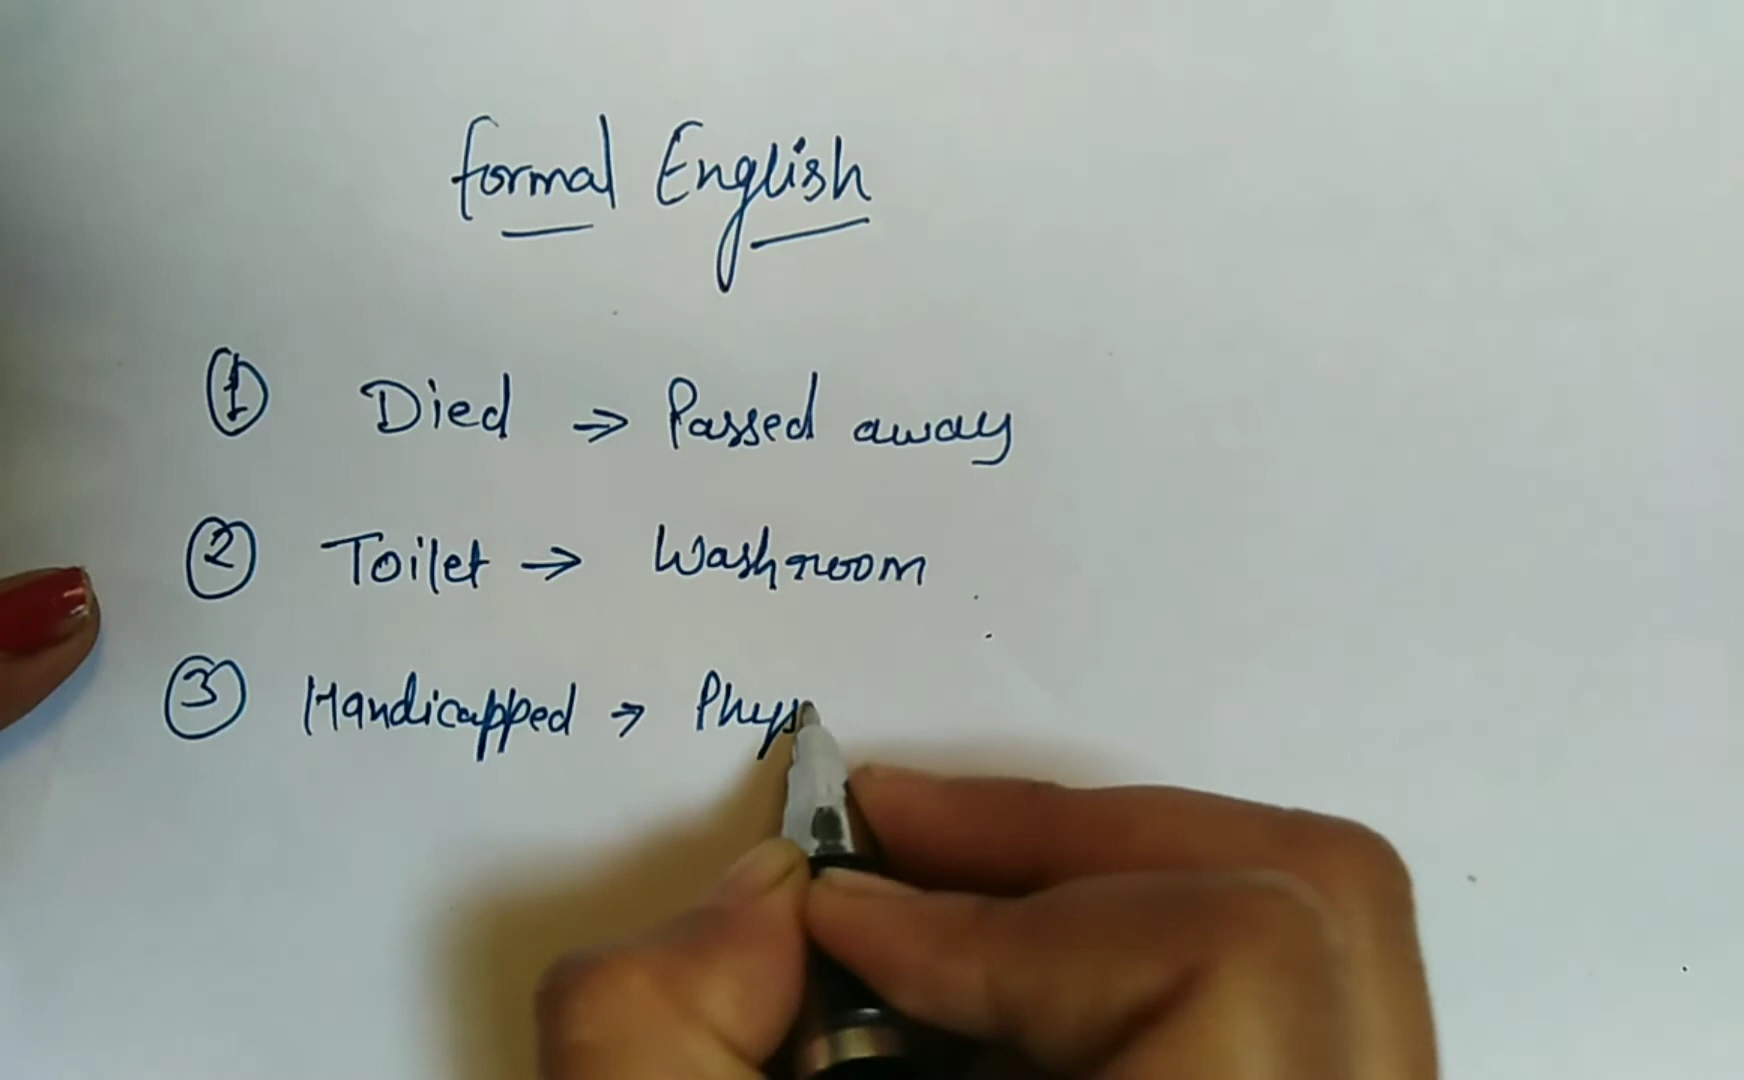 formal English
① Died → Passed away
② Toilet → Washroom
③ Handicapped → Phys